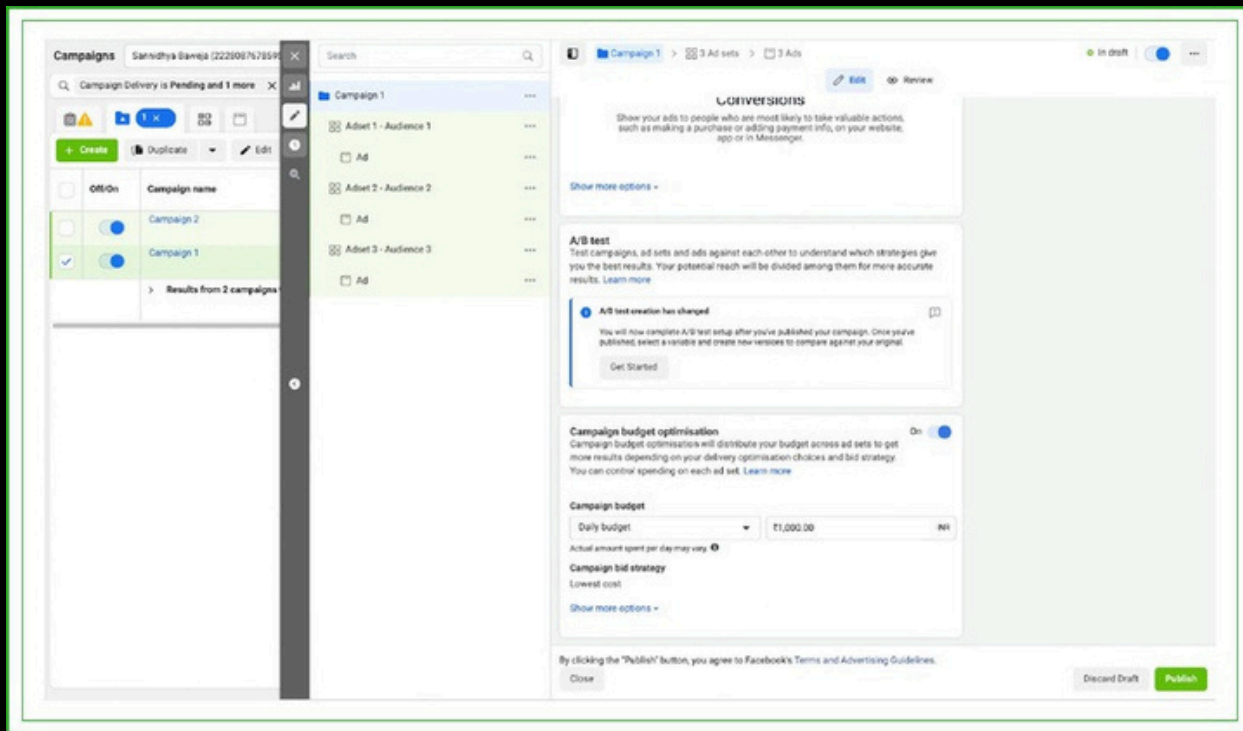 Campaigns
Sannidhya Baweja (2228087678595
Campaign Delivery is Pending and 1 more
1 ×
+ Create
Duplicate
Edit
Off/On
Campaign name
Campaign 2
Campaign 1
Results from 2 campaigns
Search
Campaign 1
Adset 1 - Audience 1
Ad
Adset 2 - Audience 2
Ad
Adset 3 - Audience 3
Ad
Campaign 1 > 3 Ad sets > 3 Ads
In draft
Edit
Review
Conversions
Show your ads to people who are most likely to take valuable actions,
such as making a purchase or adding payment info, on your website,
app or in Messenger.
Show more options
A/B test
Test campaigns, ad sets and ads against each other to understand which strategies give
you the best results. Your potential reach will be divided among them for more accurate
results. Learn more
A/B test creation has changed
You will now complete A/B test setup after you've published your campaign. Once you've
published, select a variable and create new versions to compare against your original.
Get Started
Campaign budget optimisation
On
Campaign budget optimisation will distribute your budget across ad sets to get
more results depending on your delivery optimisation choices and bid strategy.
You can control spending on each ad set. Learn more
Campaign budget
Daily budget
₹1,000.00
INR
Actual amount spent per day may vary.
Campaign bid strategy
Lowest cost
Show more options
By clicking the "Publish" button, you agree to Facebook's Terms and Advertising Guidelines.
Close
Discard Draft
Publish